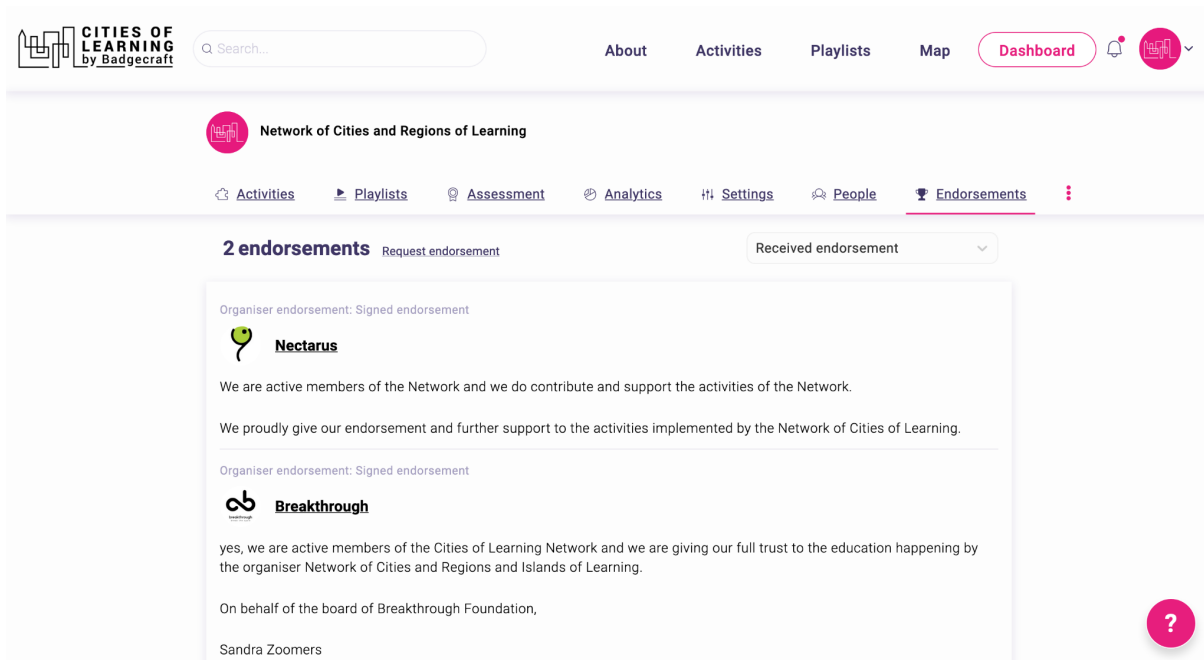 CITIES OF
LEARNING
by Badgecraft
Search...
About
Activities
Playlists
Map
Dashboard
Network of Cities and Regions of Learning
Activities
Playlists
Assessment
Analytics
Settings
People
Endorsements
2 endorsements
Request endorsement
Received endorsement
Organiser endorsement: Signed endorsement
Nectarus
We are active members of the Network and we do contribute and support the activities of the Network.
We proudly give our endorsement and further support to the activities implemented by the Network of Cities of Learning.
Organiser endorsement: Signed endorsement
Breakthrough
yes, we are active members of the Cities of Learning Network and we are giving our full trust to the education happening by
the organiser Network of Cities and Regions and Islands of Learning.
On behalf of the board of Breakthrough Foundation,
Sandra Zoomers
?